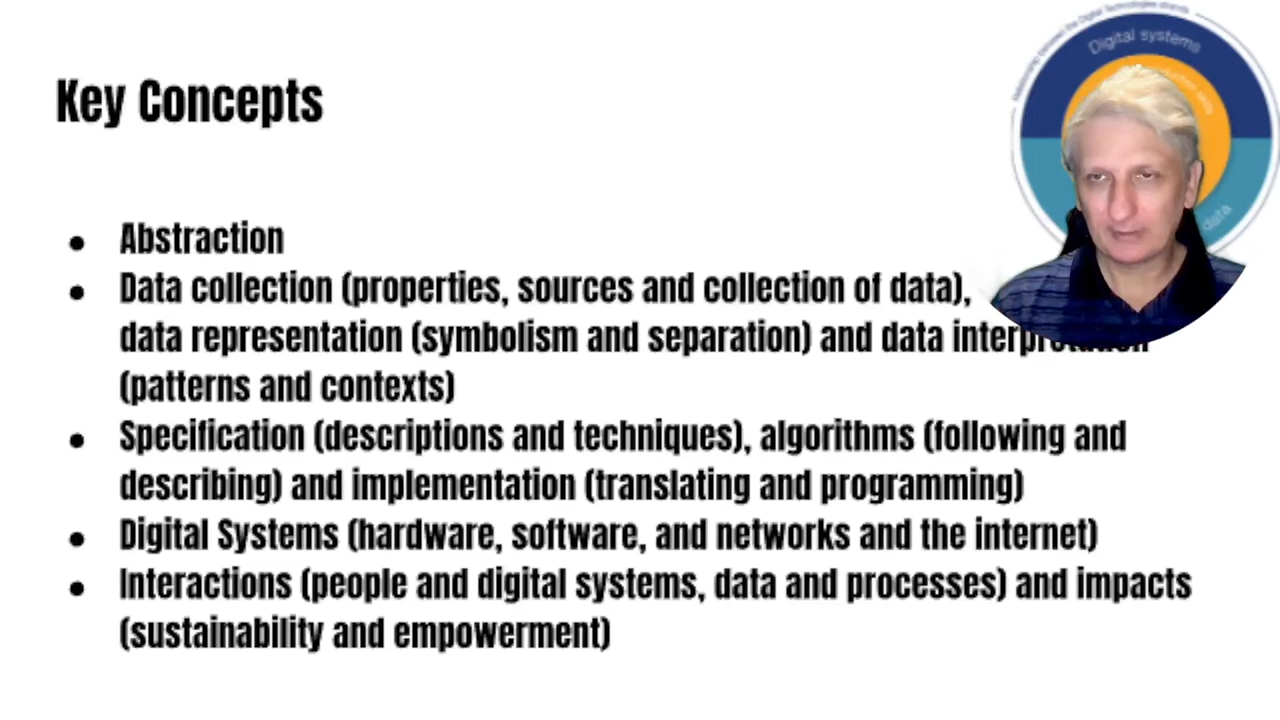 Key Concepts
Digital systems
data
• Abstraction
• Data collection (properties, sources and collection of data),
data representation (symbolism and separation) and data interpretation
(patterns and contexts)
• Specification (descriptions and techniques), algorithms (following and
describing) and implementation (translating and programming)
• Digital Systems (hardware, software, and networks and the internet)
• Interactions (people and digital systems, data and processes) and impacts
(sustainability and empowerment)